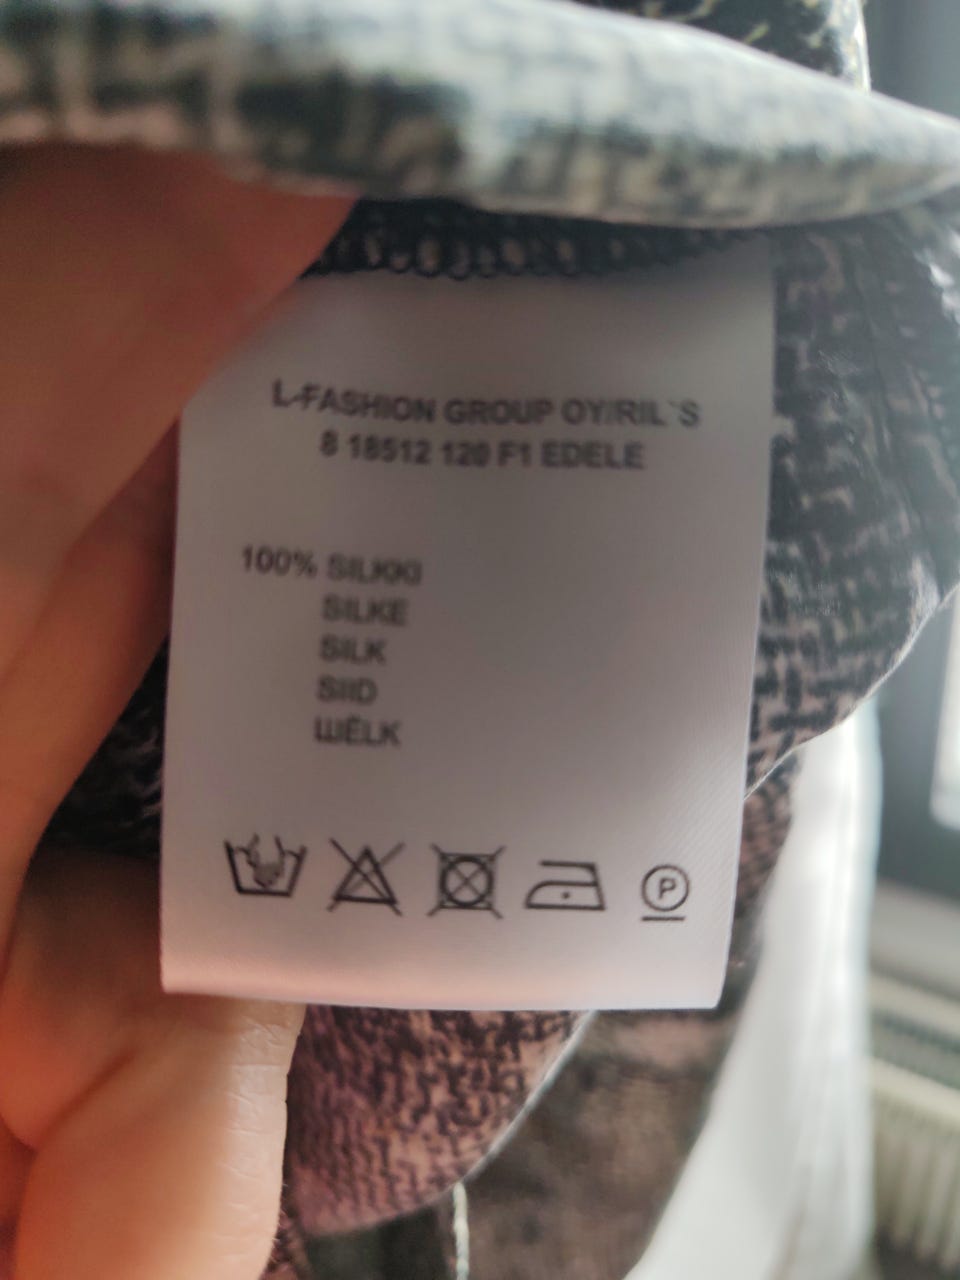 L-FASHION GROUP OY/RIL`S
8 18512 120 F1 EDELE
100% SILKKI
SILKE
SILK
SIID
ШЁLK
P